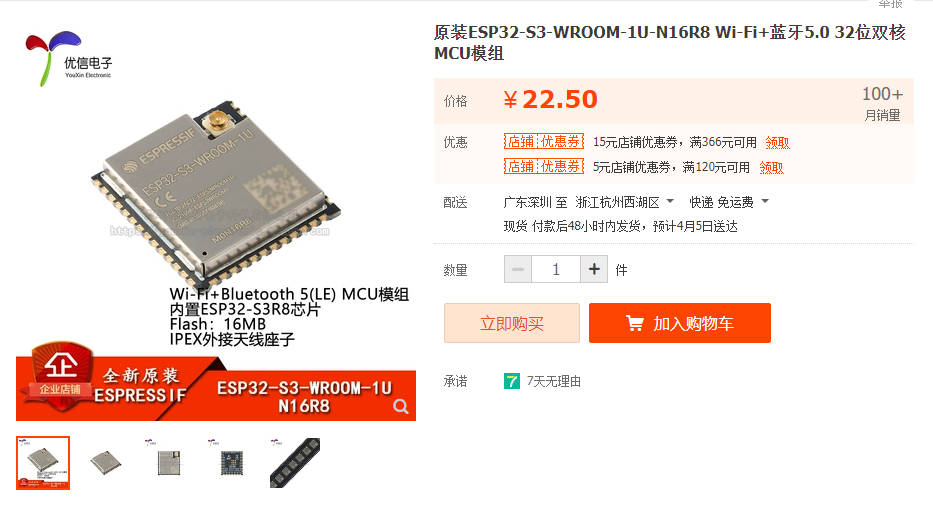 举报
优信电子
YouXin Electronic
原装ESP32-S3-WROOM-1U-N16R8 Wi-Fi+蓝牙5.0 32位双核
MCU模组
价格
¥22.50
100+
月销量
优惠
店铺 优惠券 15元店铺优惠券，满366元可用 领取
店铺 优惠券 5元店铺优惠券，满120元可用 领取
配送
广东深圳 至 浙江杭州西湖区 快递 免运费
现货 付款后48小时内发货，预计4月5日送达
数量
1
件
立即购买
加入购物车
承诺
7 7天无理由
ESPRESSIF
ESP32-S3-WROOM-1U
CE
Wi-Fi+Bluetooth 5(LE) MCU模组
内置ESP32-S3R8芯片
Flash：16MB
IPEX外接天线座子
企
企业店铺
全新原装
ESPRESSIF
ESP32-S3-WROOM-1U
N16R8